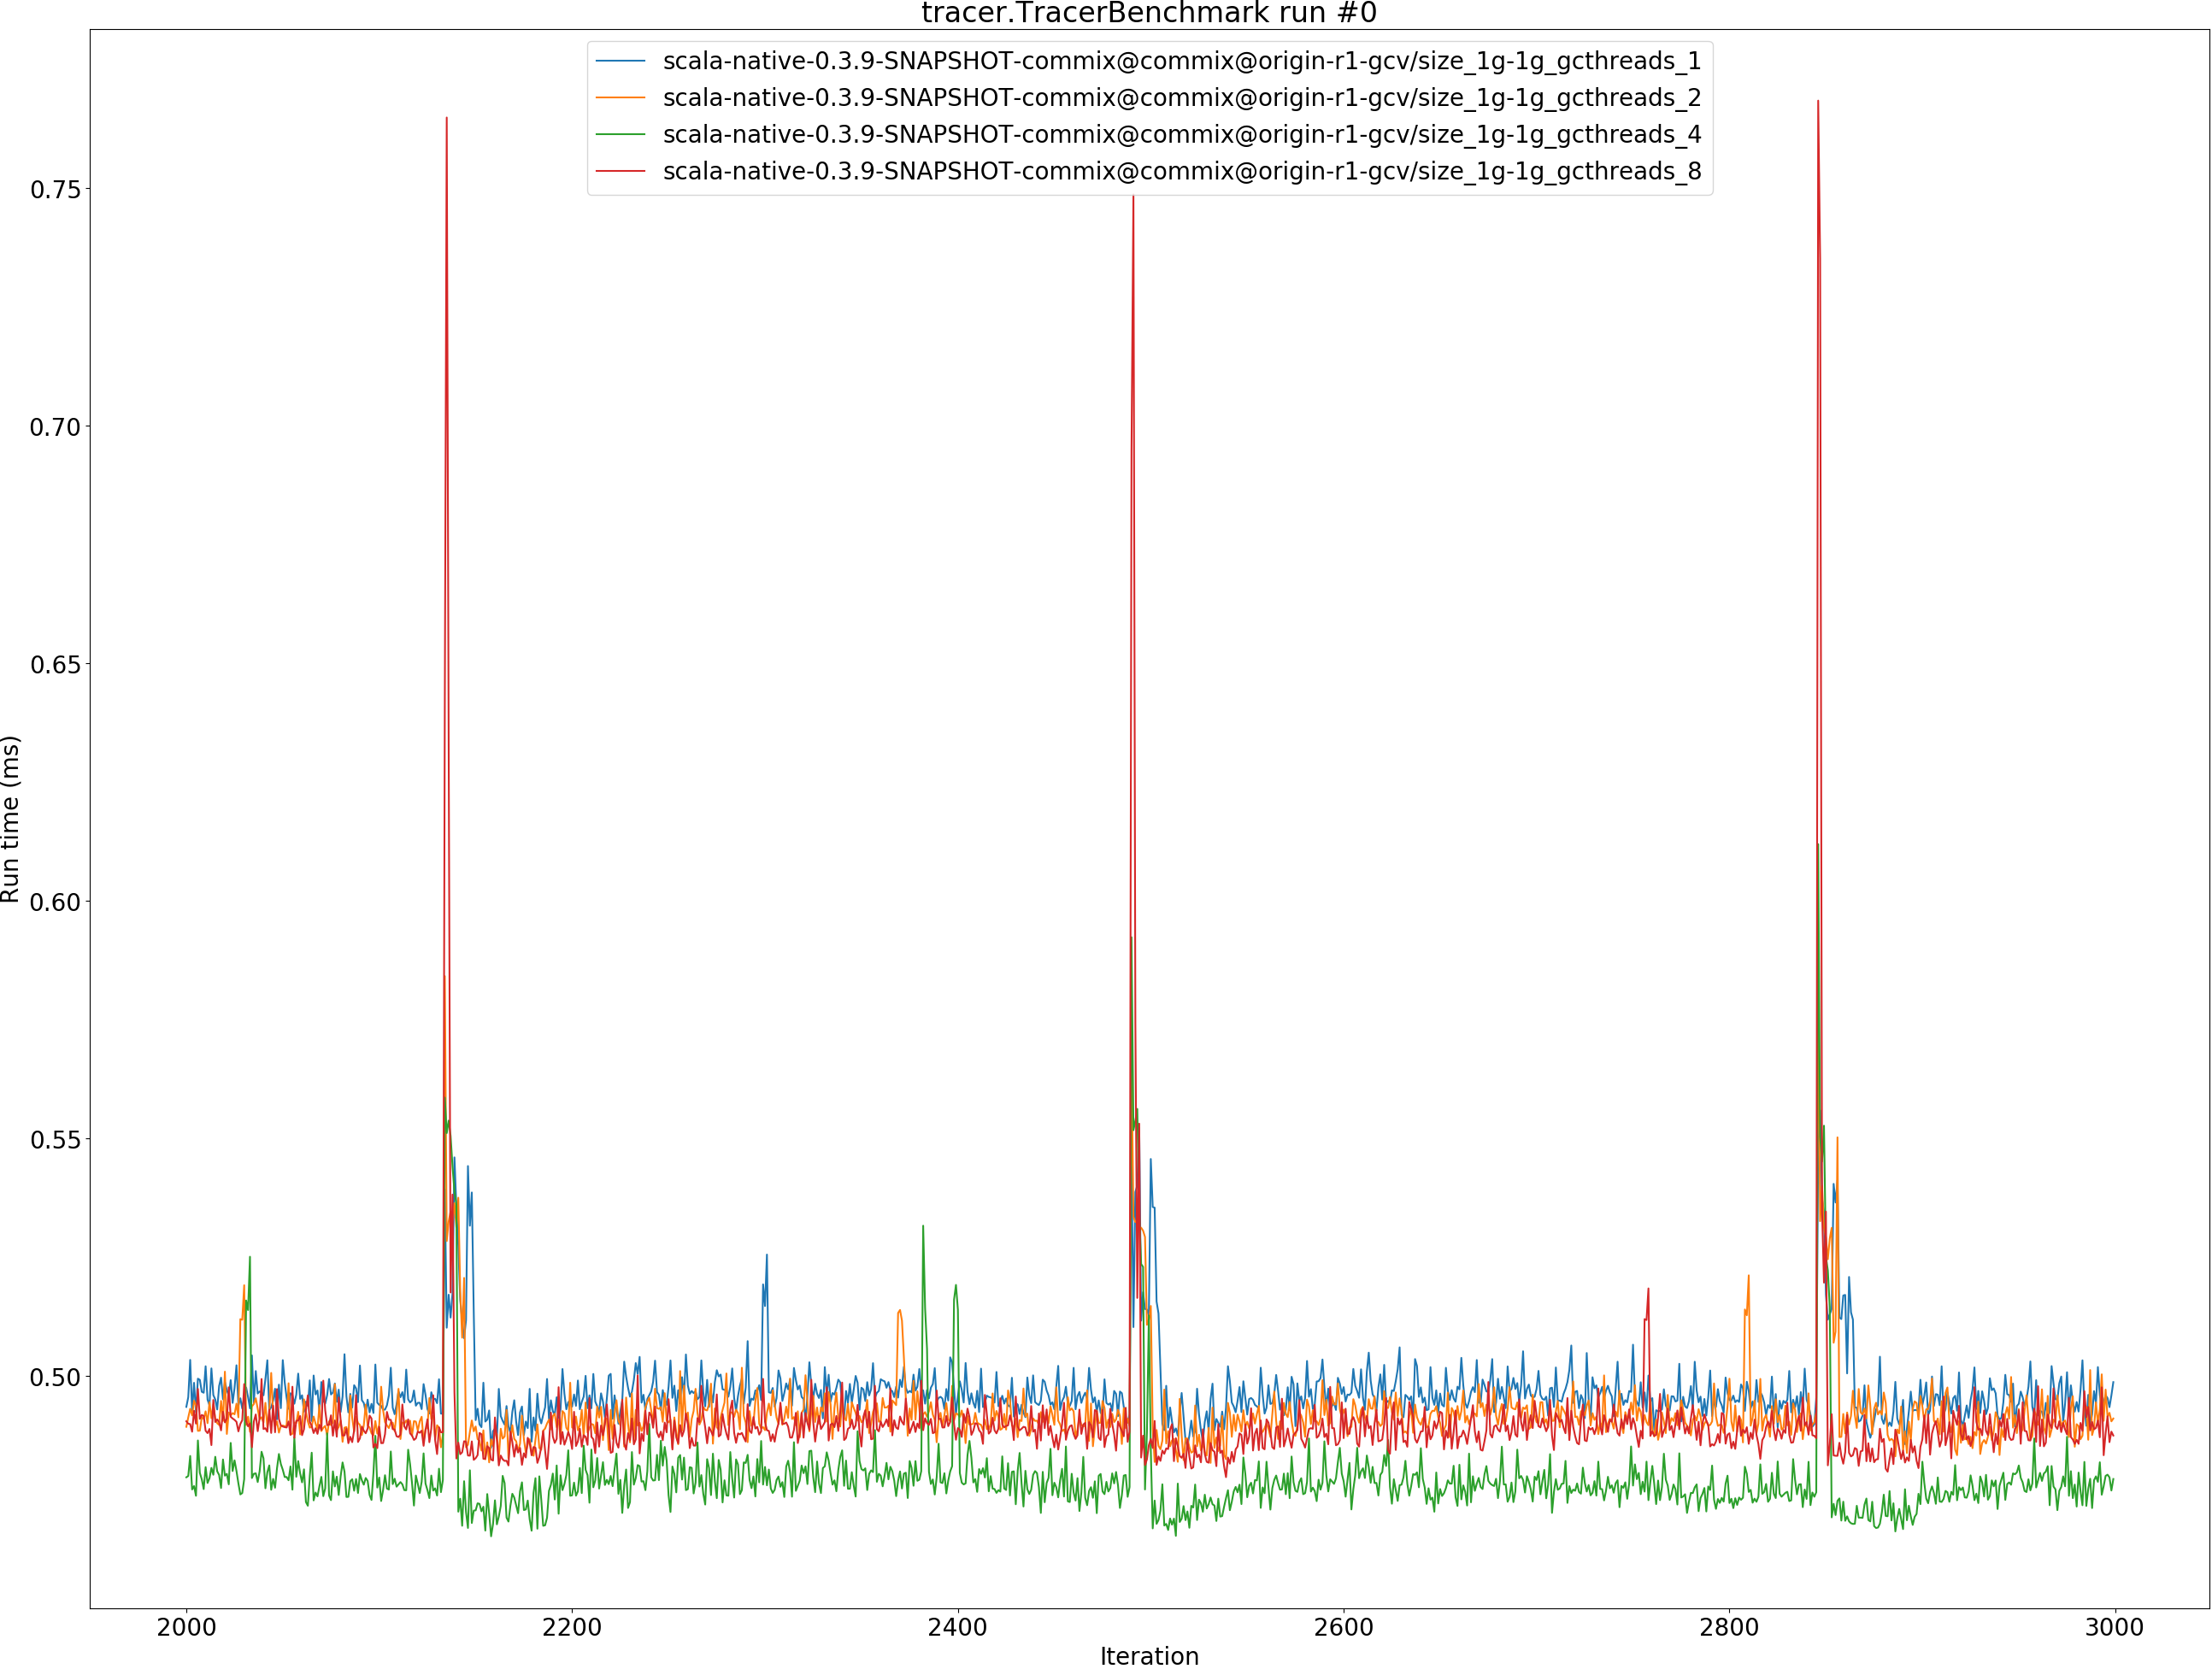 tracer.TracerBenchmark run #0
scala-native-0.3.9-SNAPSHOT-commix@commix@origin-r1-gcv/size_1g-1g_gcthreads_1
scala-native-0.3.9-SNAPSHOT-commix@commix@origin-r1-gcv/size_1g-1g_gcthreads_2
scala-native-0.3.9-SNAPSHOT-commix@commix@origin-r1-gcv/size_1g-1g_gcthreads_4
scala-native-0.3.9-SNAPSHOT-commix@commix@origin-r1-gcv/size_1g-1g_gcthreads_8
0.75
0.70
0.65
0.60
0.55
0.50
Run time (ms)
2000 2200 2400 2600 2800 3000
Iteration